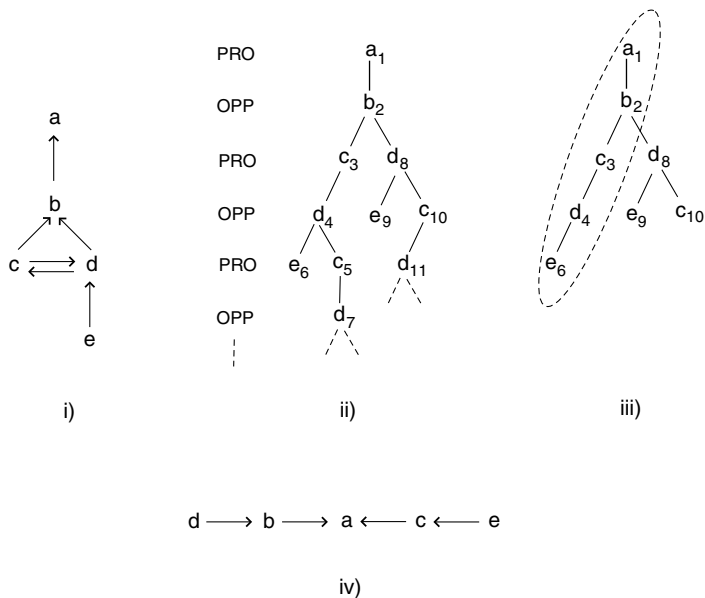 a
b
c d
e
i)
PRO a1
OPP b2
PRO c3 d8
OPP d4 e9 c10
PRO e6 c5 d11
OPP d7
ii)
a1
b2
c3 d8
d4 e9 c10
e6
iii)
d b a c e
iv)